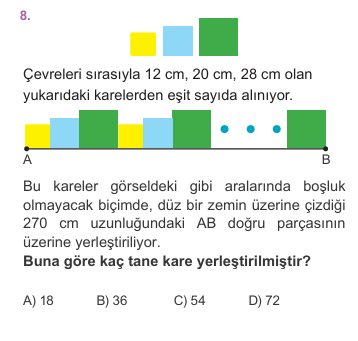 8.
Çevreleri sırasıyla 12 cm, 20 cm, 28 cm olan
yukarıdaki karelerden eşit sayıda alınıyor.
A B
Bu kareler görseldeki gibi aralarında boşluk
olmayacak biçimde, düz bir zemin üzerine çizdiği
270 cm uzunluğundaki AB doğru parçasının
üzerine yerleştiriliyor.
Buna göre kaç tane kare yerleştirilmiştir?
A) 18 B) 36 C) 54 D) 72